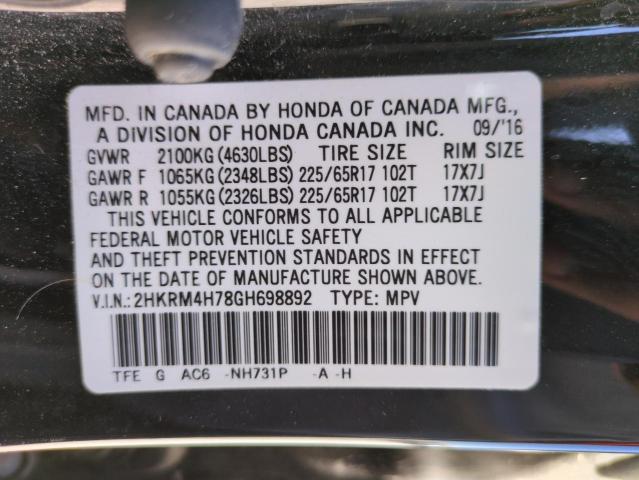 MFD. IN CANADA BY HONDA OF CANADA MFG.,
A DIVISION OF HONDA CANADA INC. 09/'16
GVWR 2100KG (4630LBS) TIRE SIZE RIM SIZE
GAWR F 1065KG (2348LBS) 225/65R17 102T 17X7J
GAWR R 1055KG (2326LBS) 225/65R17 102T 17X7J
THIS VEHICLE CONFORMS TO ALL APPLICABLE
FEDERAL MOTOR VEHICLE SAFETY
AND THEFT PREVENTION STANDARDS IN EFFECT
ON THE DATE OF MANUFACTURE SHOWN ABOVE.
V.I.N.: 2HKRM4H78GH698892 TYPE: MPV
TFE G AC6 -NH731P -A -H